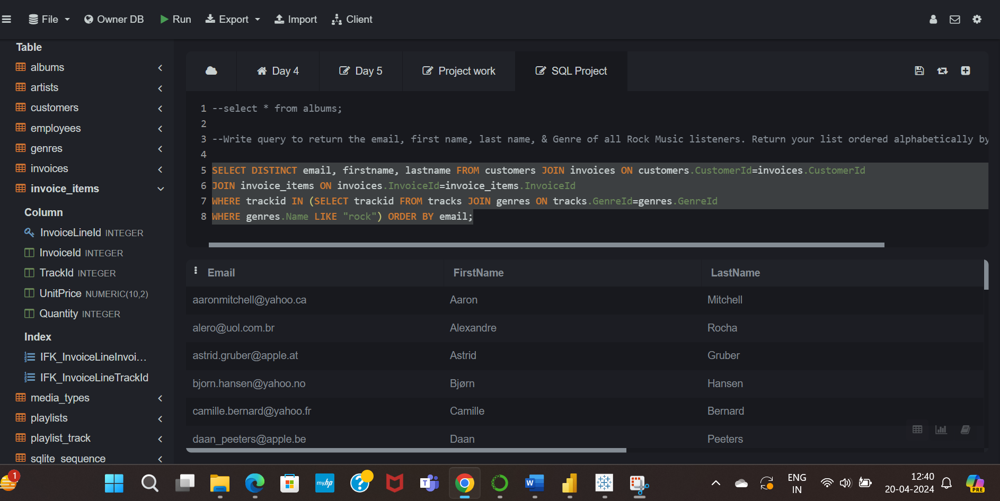 File
Owner DB
Run
Export
Import
Client
Table
albums
artists
customers
employees
genres
invoices
invoice_items
Column
InvoiceLineId INTEGER
InvoiceId INTEGER
TrackId INTEGER
UnitPrice NUMERIC(10,2)
Quantity INTEGER
Index
IFK_InvoiceLineInvoi...
IFK_InvoiceLineTrackId
media_types
playlists
playlist_track
sqlite_sequence
Day 4
Day 5
Project work
SQL Project
1 --select * from albums;
2
3 --Write query to return the email, first name, last name, & Genre of all Rock Music listeners. Return your list ordered alphabetically by
4
5 SELECT DISTINCT email, firstname, lastname FROM customers JOIN invoices ON customers.CustomerId=invoices.CustomerId
6 JOIN invoice_items ON invoices.InvoiceId=invoice_items.InvoiceId
7 WHERE trackid IN (SELECT trackid FROM tracks JOIN genres ON tracks.GenreId=genres.GenreId
8 WHERE genres.Name LIKE "rock") ORDER BY email;
Email FirstName LastName
aaronmitchell@yahoo.ca Aaron Mitchell
alero@uol.com.br Alexandre Rocha
astrid.gruber@apple.at Astrid Gruber
bjorn.hansen@yahoo.no Bjørn Hansen
camille.bernard@yahoo.fr Camille Bernard
daan_peeters@apple.be Daan Peeters
1
myhp
?
T
W
ENG
IN
12:40
20-04-2024
PRE